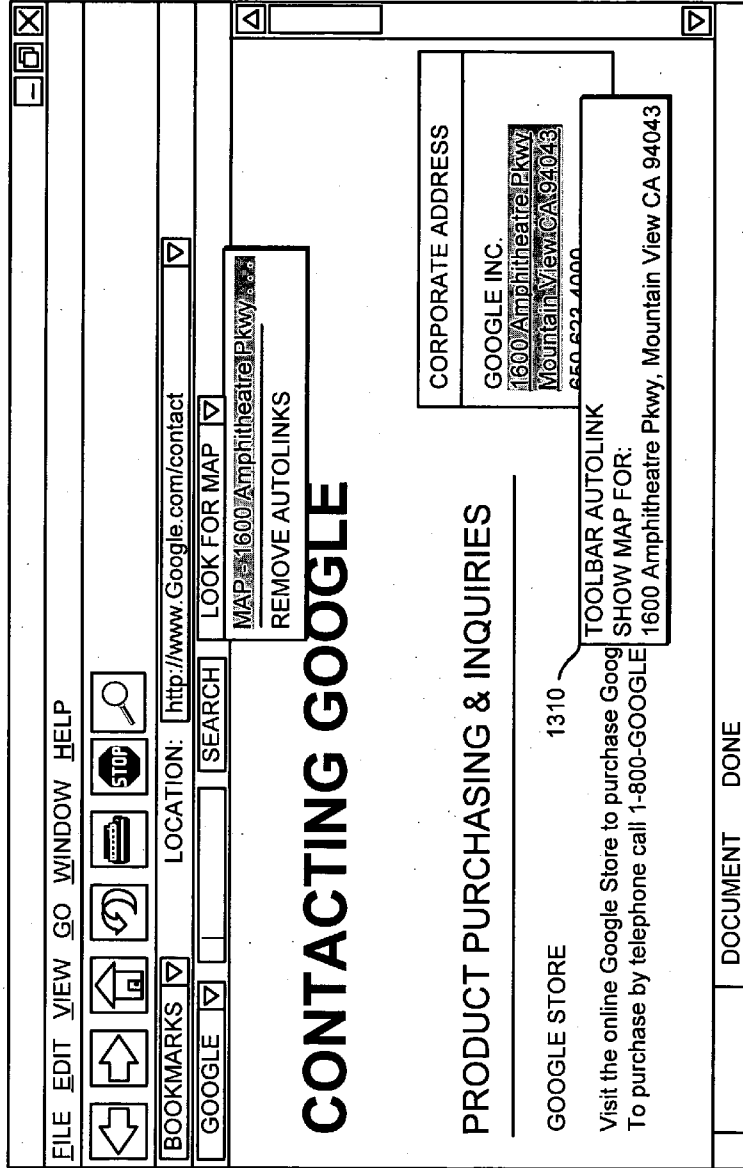 FILE EDIT VIEW GO WINDOW HELP
STOP
BOOKMARKS LOCATION: http://www.Google.com/contact
GOOGLE SEARCH LOOK FOR MAP
MAP - 1600 Amphitheatre Pkwy ...
REMOVE AUTOLINKS
CONTACTING GOOGLE
CORPORATE ADDRESS
GOOGLE INC.
1600 Amphitheatre Pkwy
Mountain View CA 94043
650 623 4000
PRODUCT PURCHASING & INQUIRIES
GOOGLE STORE
1310
Visit the online Google Store to purchase Goog
To purchase by telephone call 1-800-GOOGLE
TOOLBAR AUTOLINK
SHOW MAP FOR:
1600 Amphitheatre Pkwy, Mountain View CA 94043
DOCUMENT DONE